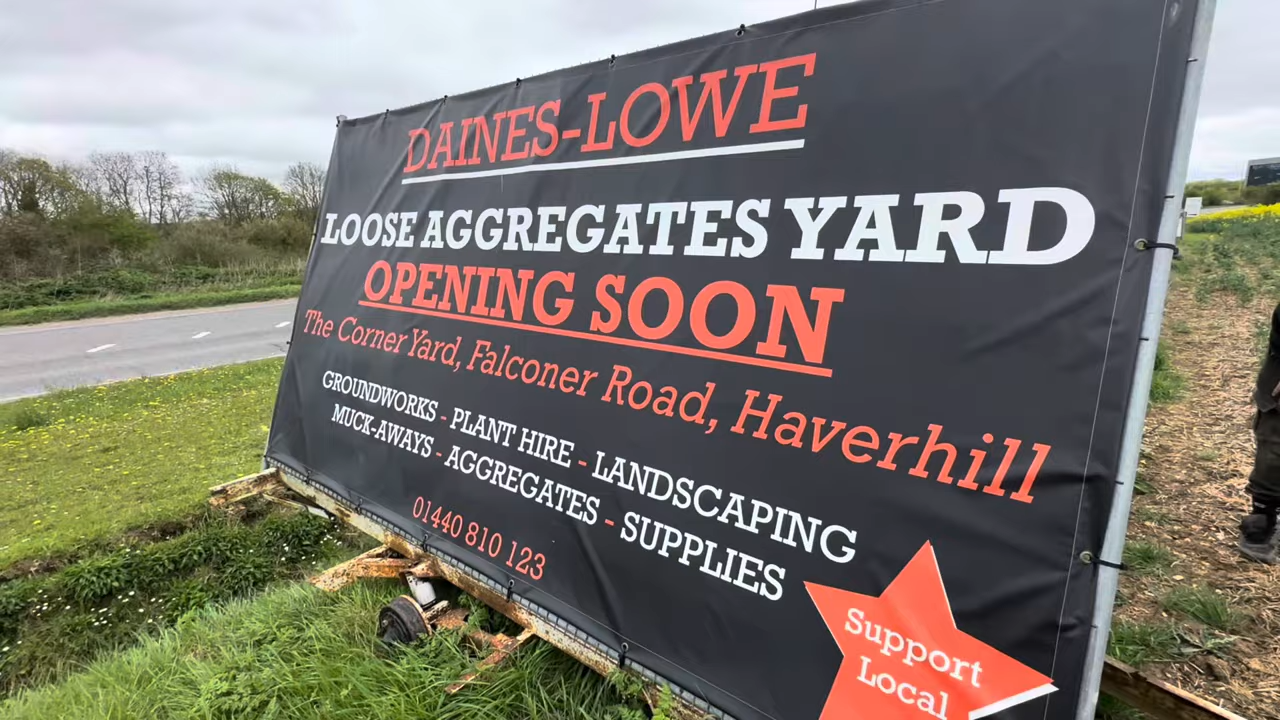 DAINES-LOWE
LOOSE AGGREGATES YARD
OPENING SOON
The Corner Yard, Falconer Road, Haverhill
GROUNDWORKS - PLANT HIRE - LANDSCAPING
MUCK-AWAYS - AGGREGATES - SUPPLIES
01440 810 123
Support
Local